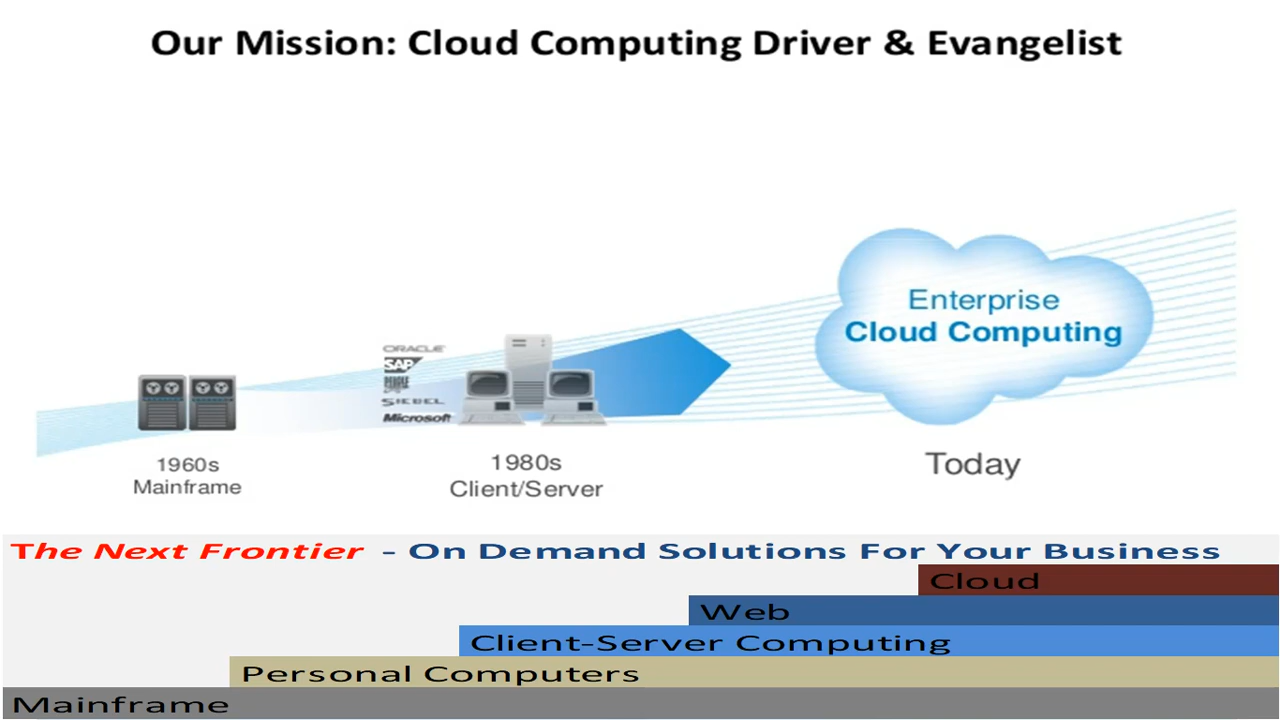 Our Mission: Cloud Computing Driver & Evangelist
Enterprise
Cloud Computing
ORACLE
SAP
SIEBEL
Microsoft
1960s
Mainframe
1980s
Client/Server
Today
The Next Frontier - On Demand Solutions For Your Business
Cloud
Web
Client-Server Computing
Personal Computers
Mainframe